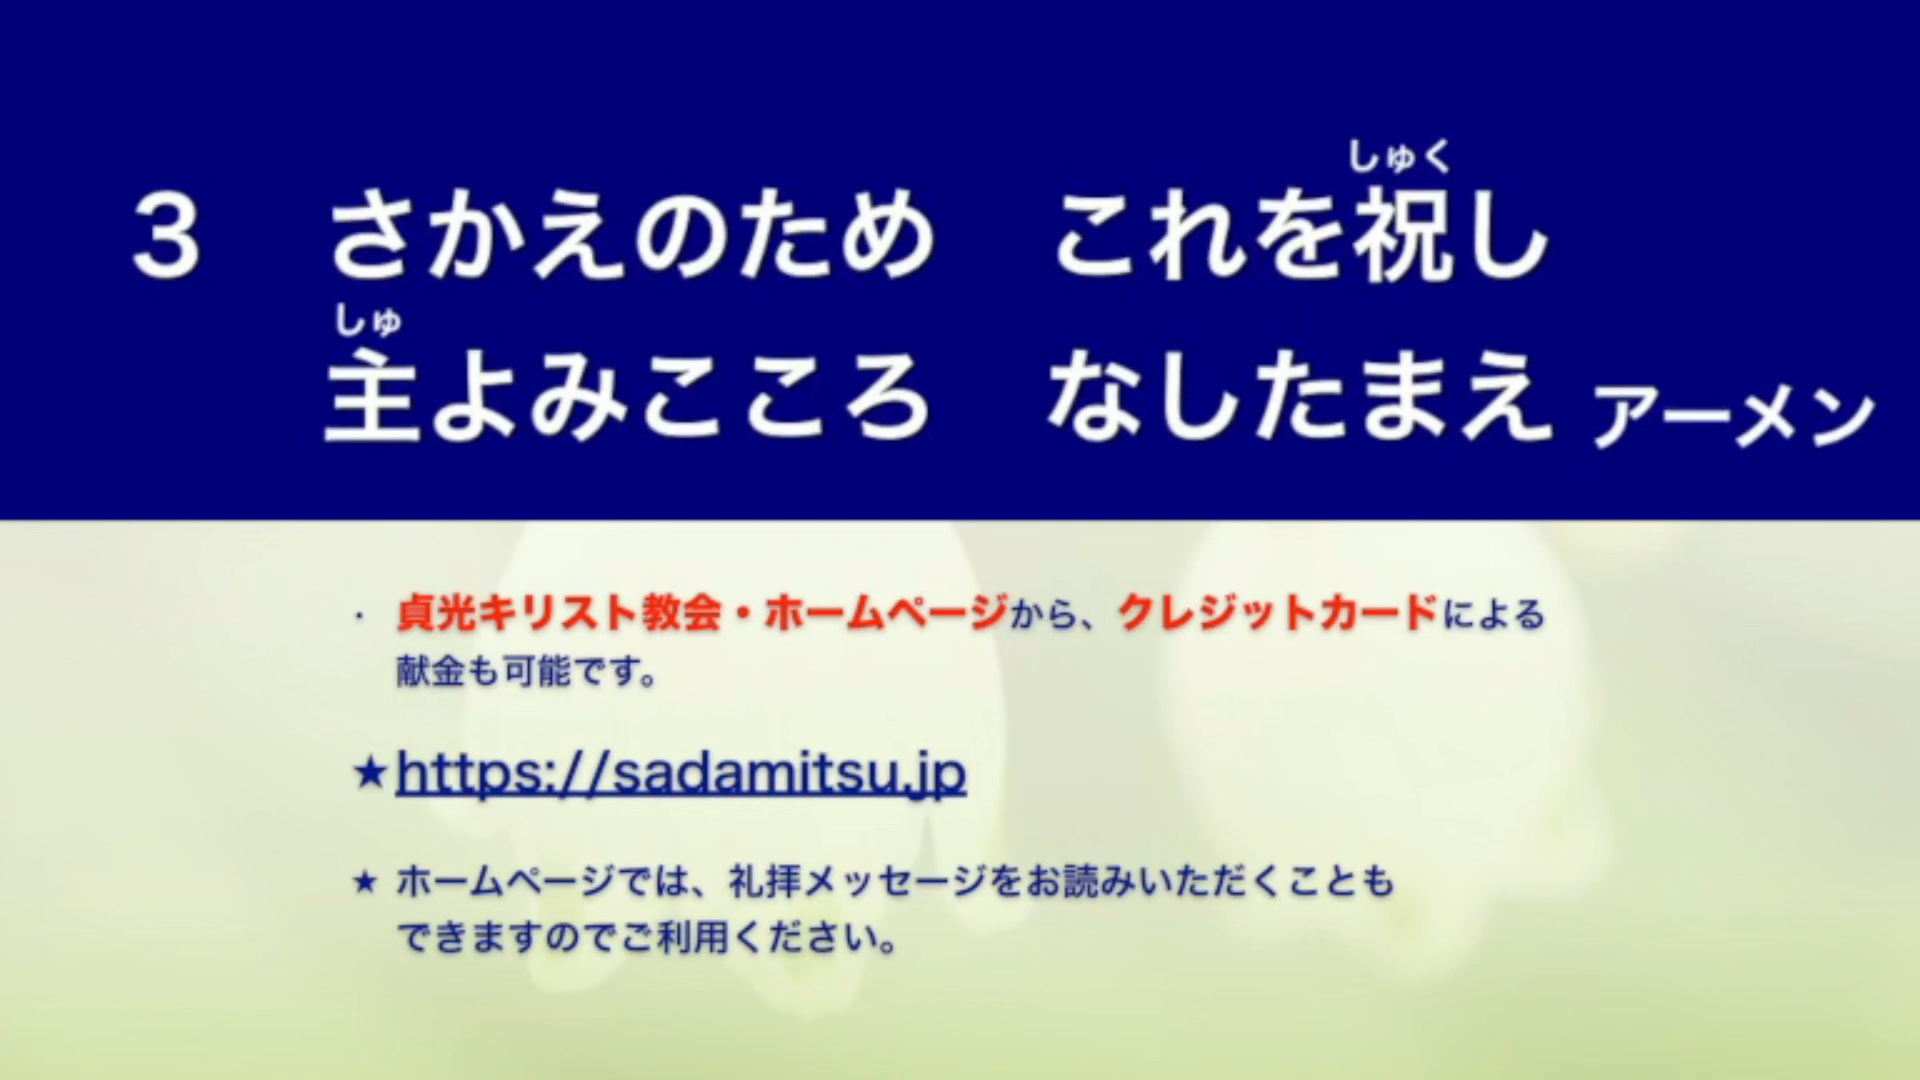 しゅく
3 さかえのため これを祝し
しゅ
主よみこころ なしたまえ アーメン
・ 貞光キリスト教会・ホームページから、クレジットカードによる
献金も可能です。
★https://sadamitsu.jp
★ ホームページでは、礼拝メッセージをお読みいただくことも
できますのでご利用ください。